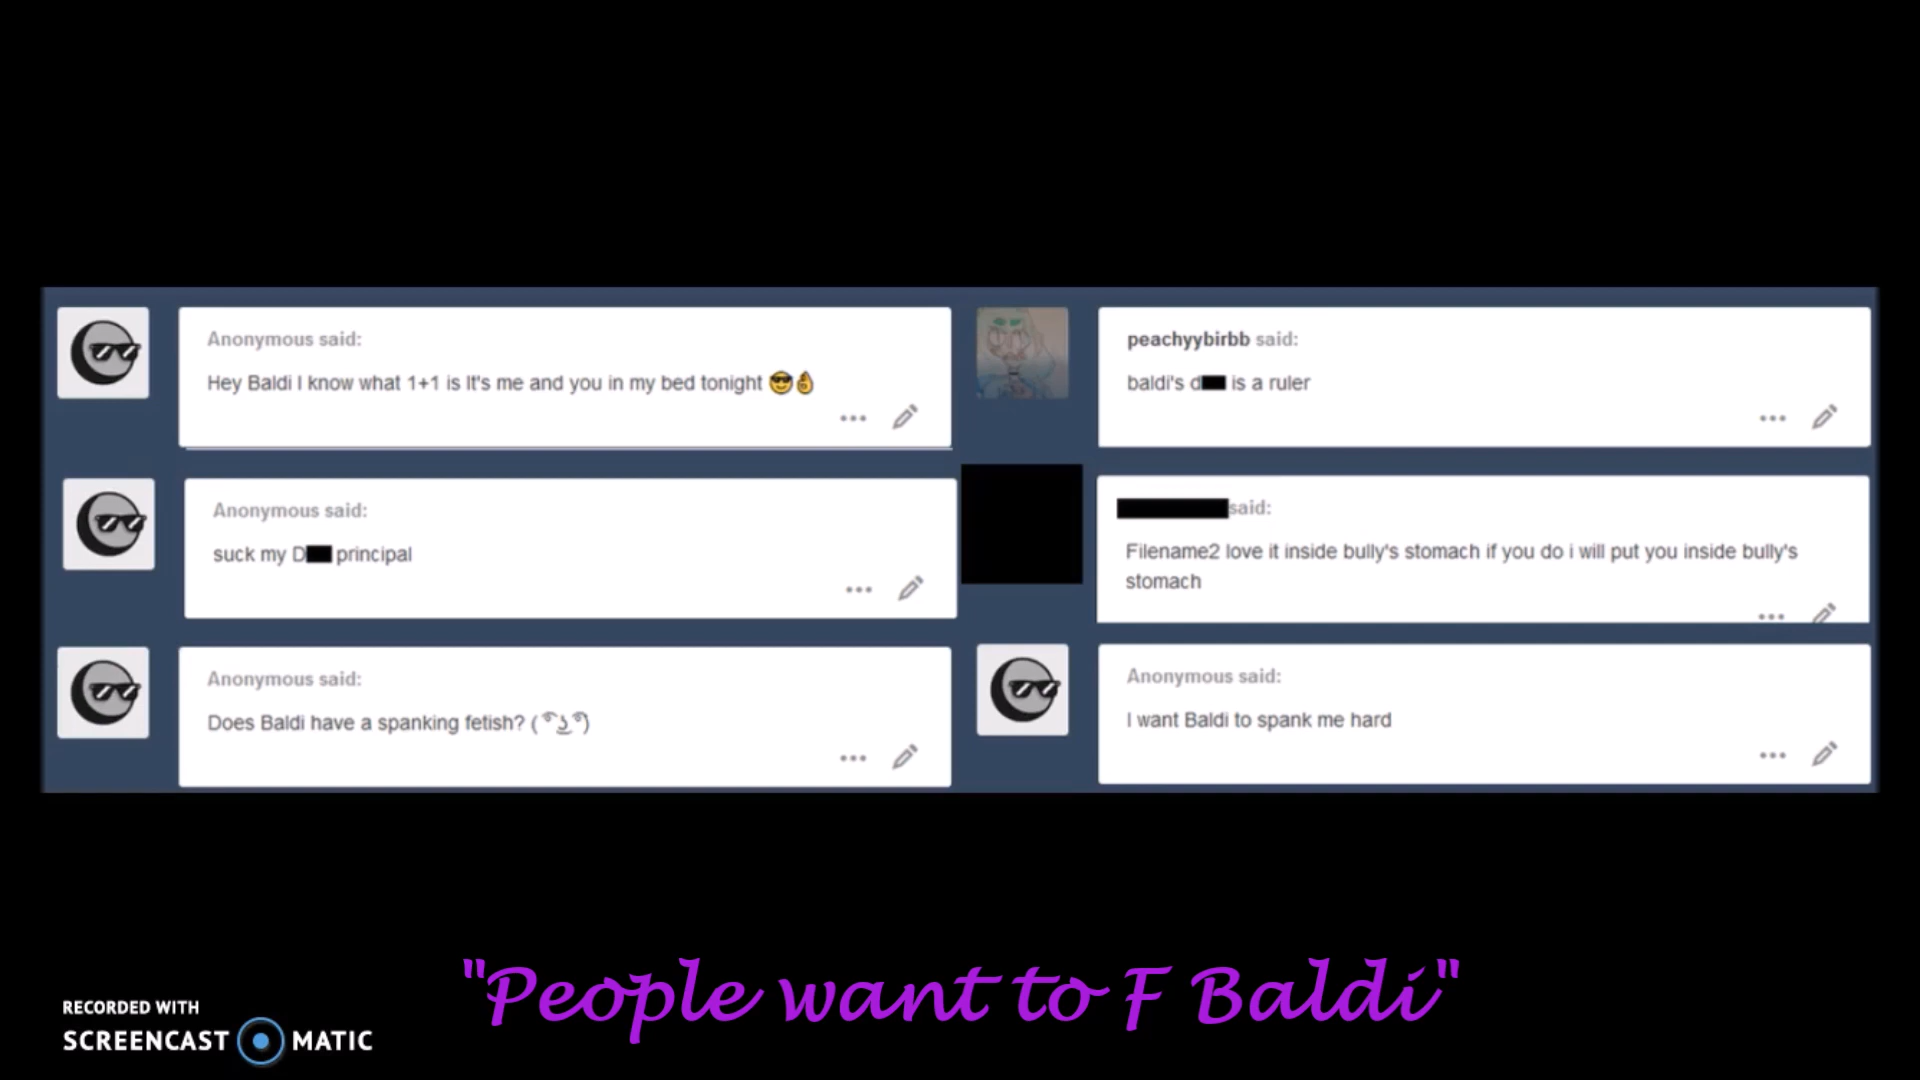 Anonymous said:
Hey Baldi I know what 1+1 is It's me and you in my bed tonight 😎👌
peachyybirbb said:
baldi's d is a ruler
Anonymous said:
suck my D principal
said:
Filename2 love it inside bully's stomach if you do i will put you inside bully's
stomach
Anonymous said:
Does Baldi have a spanking fetish? ( ͡° ͜ʖ ͡°)
Anonymous said:
I want Baldi to spank me hard
"People want to F Baldi"
RECORDED WITH
SCREENCAST MATIC